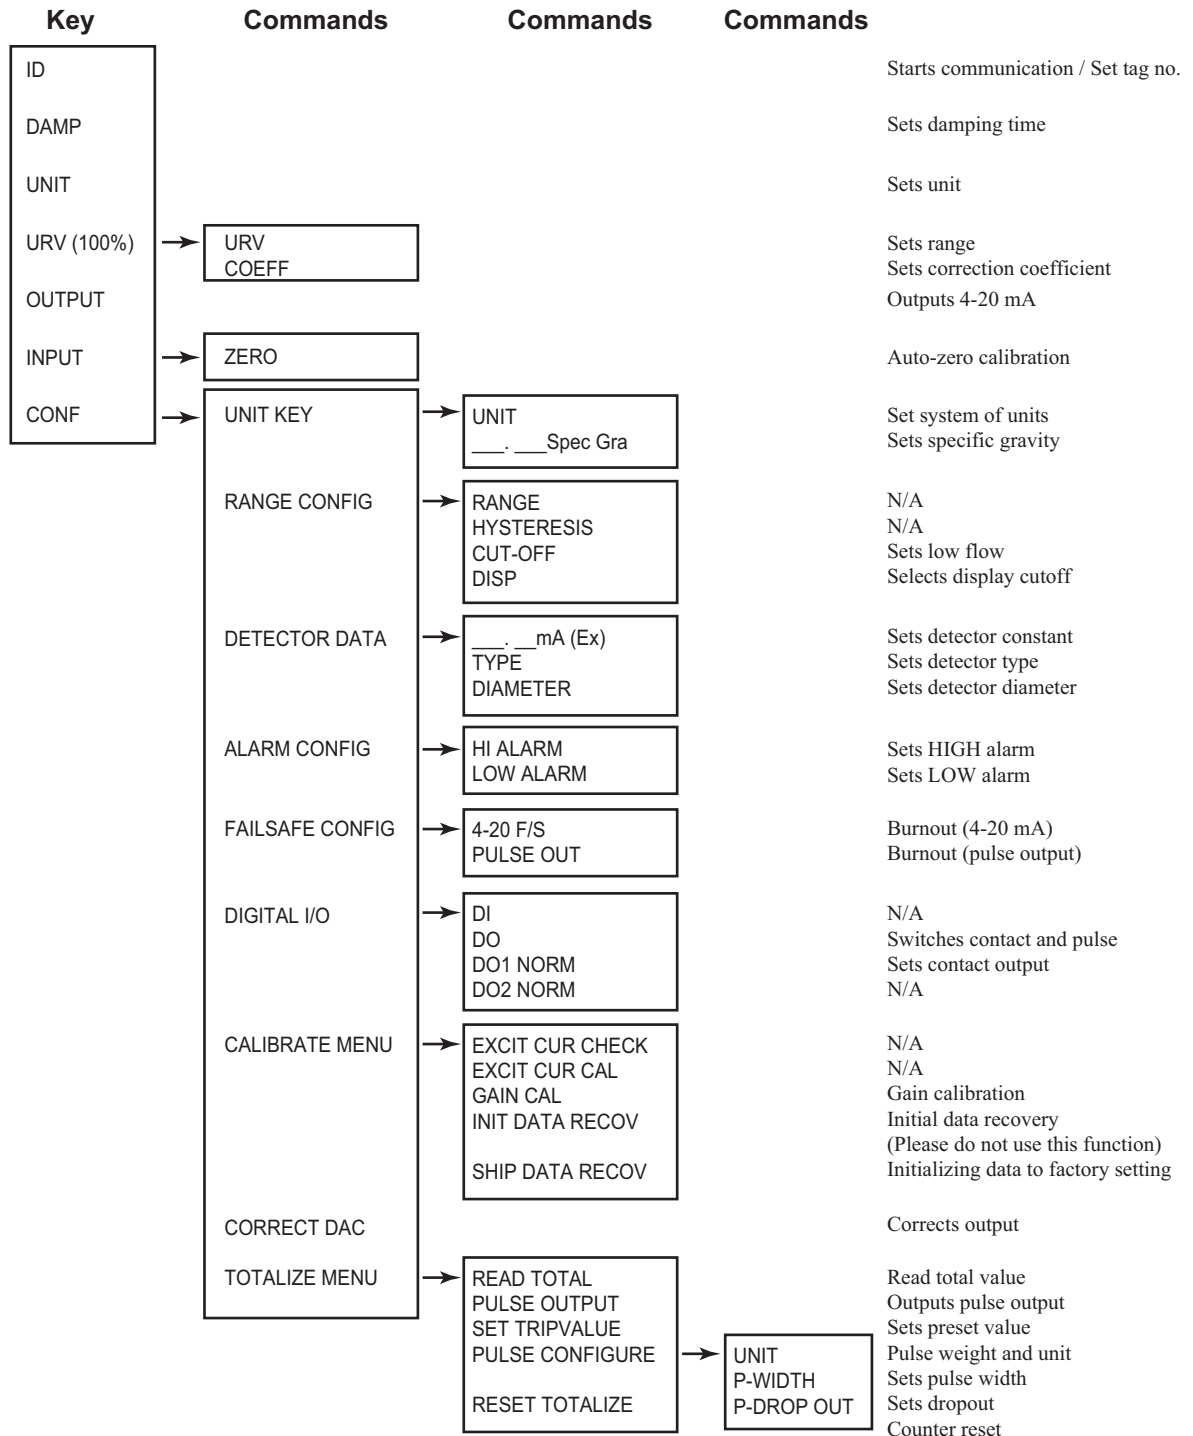 Key Commands Commands Commands
ID Starts communication / Set tag no.
DAMP Sets damping time
UNIT Sets unit
URV (100%) URV Sets range
COEFF Sets correction coefficient
OUTPUT Outputs 4-20 mA
INPUT ZERO Auto-zero calibration
CONF UNIT KEY UNIT Set system of units
___. ___Spec Gra Sets specific gravity
RANGE CONFIG RANGE N/A
HYSTERESIS N/A
CUT-OFF Sets low flow
DISP Selects display cutoff
DETECTOR DATA ___. __mA (Ex) Sets detector constant
TYPE Sets detector type
DIAMETER Sets detector diameter
ALARM CONFIG HI ALARM Sets HIGH alarm
LOW ALARM Sets LOW alarm
FAILSAFE CONFIG 4-20 F/S Burnout (4-20 mA)
PULSE OUT Burnout (pulse output)
DIGITAL I/O DI N/A
DO Switches contact and pulse
DO1 NORM Sets contact output
DO2 NORM N/A
CALIBRATE MENU EXCIT CUR CHECK N/A
EXCIT CUR CAL N/A
GAIN CAL Gain calibration
INIT DATA RECOV Initial data recovery
(Please do not use this function)
SHIP DATA RECOV Initializing data to factory setting
CORRECT DAC Corrects output
TOTALIZE MENU READ TOTAL Read total value
PULSE OUTPUT Outputs pulse output
SET TRIPVALUE Sets preset value
PULSE CONFIGURE UNIT Pulse weight and unit
P-WIDTH Sets pulse width
RESET TOTALIZE P-DROP OUT Sets dropout
Counter reset